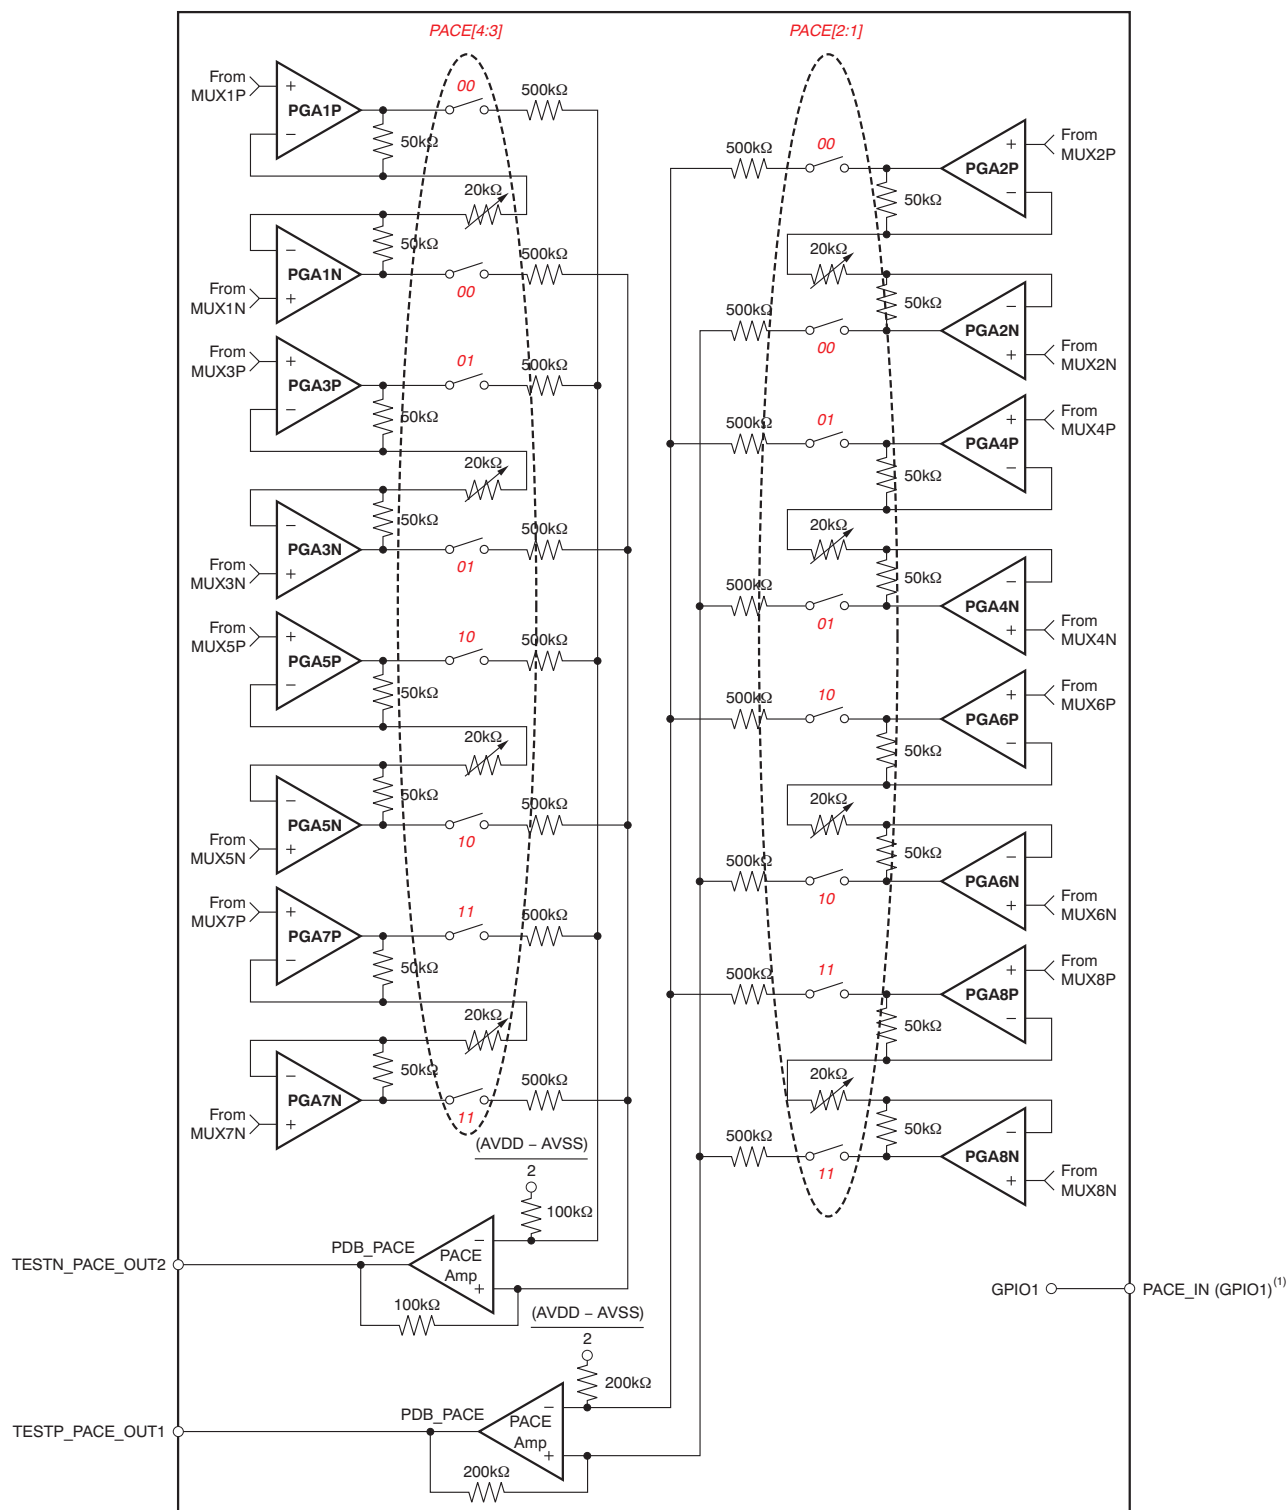 PACE[4:3]
PACE[2:1]
From
MUX1P
+
−
PGA1P
00
500kΩ
50kΩ
20kΩ
50kΩ
−
+
PGA1N
From
MUX1N
00
500kΩ
From
MUX3P
+
−
PGA3P
01
500kΩ
50kΩ
20kΩ
50kΩ
−
+
PGA3N
From
MUX3N
01
500kΩ
From
MUX5P
+
−
PGA5P
10
500kΩ
50kΩ
20kΩ
50kΩ
−
+
PGA5N
From
MUX5N
10
500kΩ
From
MUX7P
+
−
PGA7P
11
500kΩ
50kΩ
20kΩ
50kΩ
−
+
PGA7N
From
MUX7N
11
500kΩ
500kΩ
00
PGA2P
+
−
From
MUX2P
50kΩ
20kΩ
50kΩ
500kΩ
00
PGA2N
−
+
From
MUX2N
500kΩ
01
PGA4P
+
−
From
MUX4P
50kΩ
20kΩ
50kΩ
500kΩ
01
PGA4N
−
+
From
MUX4N
500kΩ
10
PGA6P
+
−
From
MUX6P
50kΩ
20kΩ
50kΩ
500kΩ
10
PGA6N
−
+
From
MUX6N
500kΩ
11
PGA8P
+
−
From
MUX8P
50kΩ
20kΩ
50kΩ
500kΩ
11
PGA8N
−
+
From
MUX8N
(AVDD − AVSS)
2
100kΩ
TESTN_PACE_OUT2
PDB_PACE
PACE
Amp
−
+
100kΩ
GPIO1
PACE_IN (GPIO1)(1)
(AVDD − AVSS)
2
200kΩ
TESTP_PACE_OUT1
PDB_PACE
PACE
Amp
−
+
200kΩ